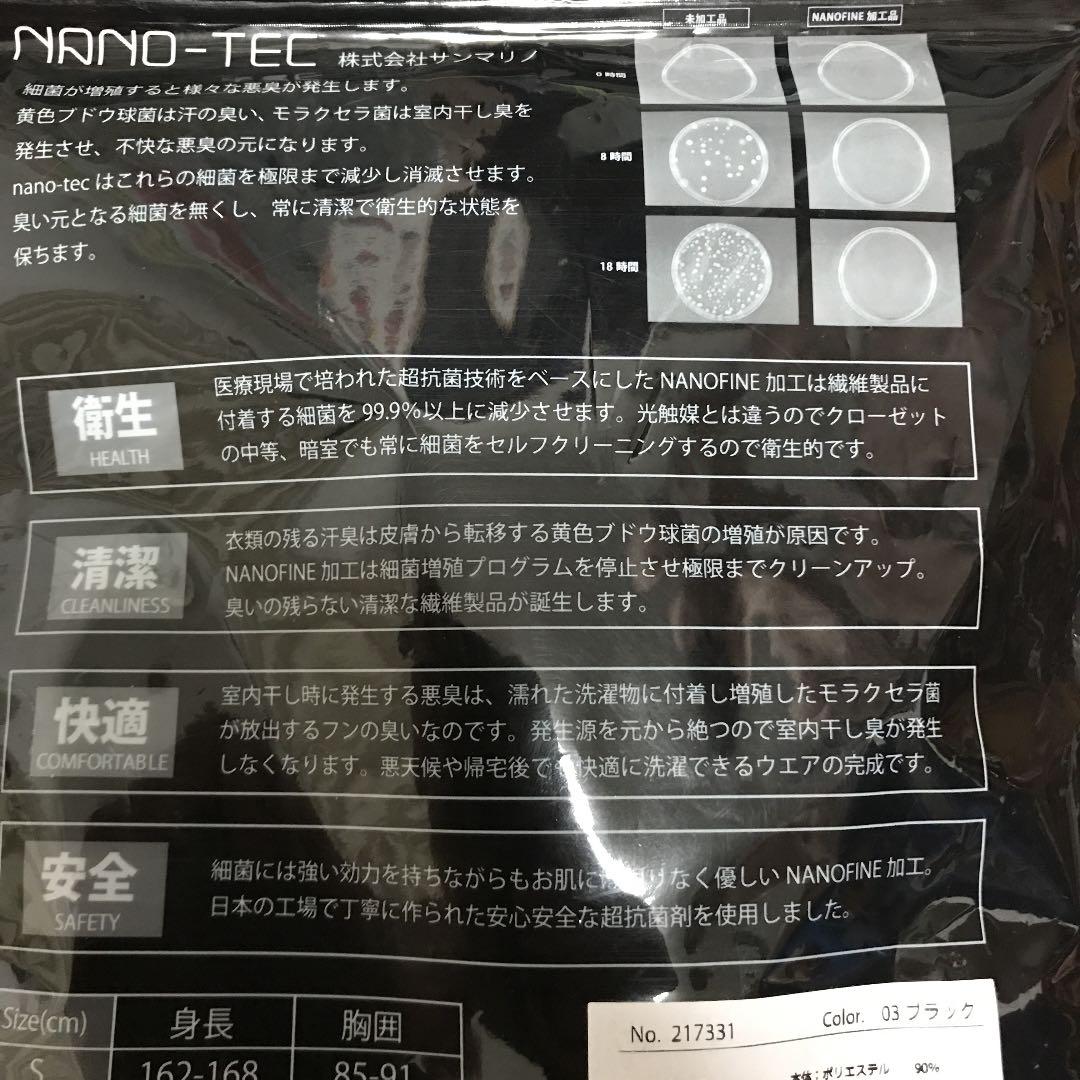 NANO-TEC 株式会社サンマリノ
細菌が増殖すると様々な悪臭が発生します。
黄色ブドウ球菌は汗の臭い、モラクセラ菌は室内干し臭を
発生させ、不快な悪臭の元になります。
nano-tec はこれらの細菌を極限まで減少し消滅させます。
臭い元となる細菌を無くし、常に清潔で衛生的な状態を
保ちます。
未加工品
NANOFINE 加工品
0 時間
8 時間
18 時間
衛生
HEALTH
医療現場で培われた超抗菌技術をベースにした NANOFINE 加工は繊維製品に
付着する細菌を 99.9%以上に減少させます。光触媒とは違うのでクローゼット
の中等、暗室でも常に細菌をセルフクリーニングするので衛生的です。
清潔
CLEANLINESS
衣類の残る汗臭は皮膚から転移する黄色ブドウ球菌の増殖が原因です。
NANOFINE 加工は細菌増殖プログラムを停止させ極限までクリーンアップ。
臭いの残らない清潔な繊維製品が誕生します。
快適
COMFORTABLE
室内干し時に発生する悪臭は、濡れた洗濯物に付着し増殖したモラクセラ菌
が放出するフンの臭いなのです。発生源を元から絶つので室内干し臭が発生
しなくなります。悪天候や帰宅後で快適に洗濯できるウエアの完成です。
安全
SAFETY
細菌には強い効力を持ちながらもお肌に なく優しい NANOFINE 加工。
日本の工場で丁寧に作られた安心安全な超抗菌剤を使用しました。
Size(cm) 身長 胸囲
S 162-168 85-91
No. 217331 Color. 03 ブラック
本体：ポリエステル 90%